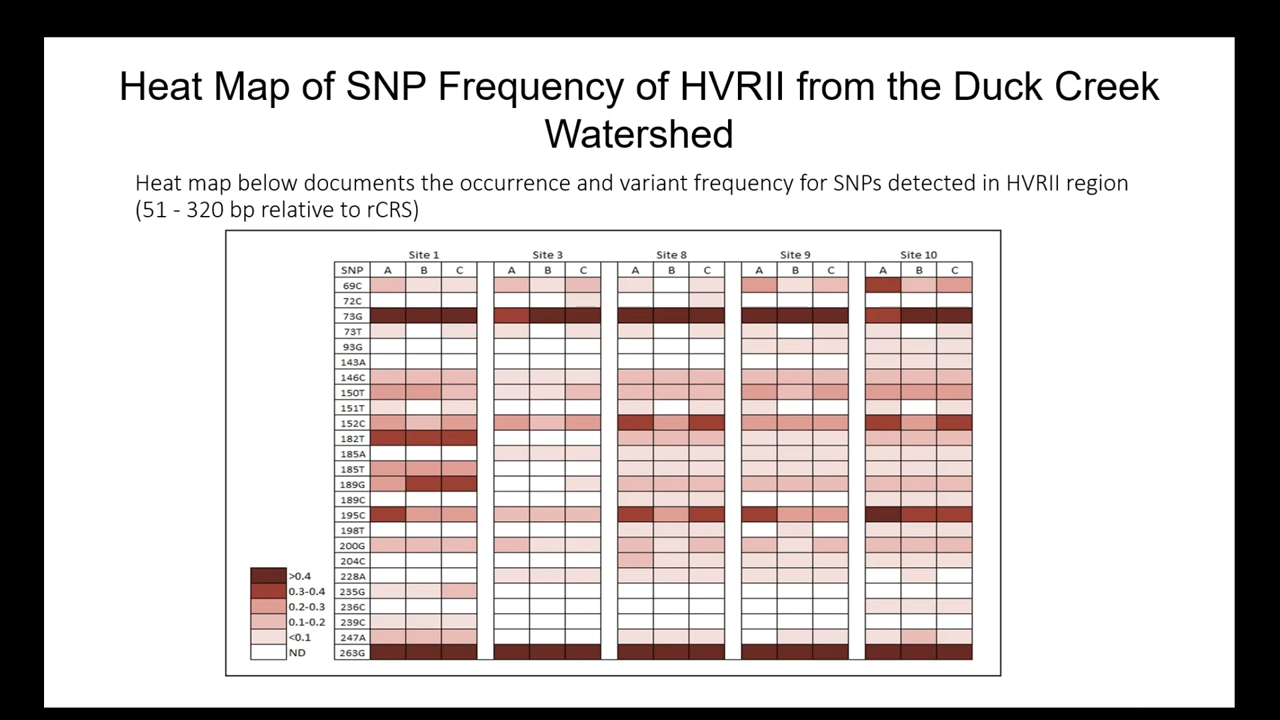 Heat Map of SNP Frequency of HVRII from the Duck Creek
Watershed
Heat map below documents the occurrence and variant frequency for SNPs detected in HVRII region
(51 - 320 bp relative to rCRS)
Site 1 Site 3 Site 8 Site 9 Site 10
SNP A B C A B C A B C A B C A B C
69C
72C
73G
73T
93G
143A
146C
150T
151T
152C
182T
185A
185T
189G
189C
195C
198T
200G
204C
228A
235G
236C
239C
247A
263G
>0.4
0.3-0.4
0.2-0.3
0.1-0.2
<0.1
ND